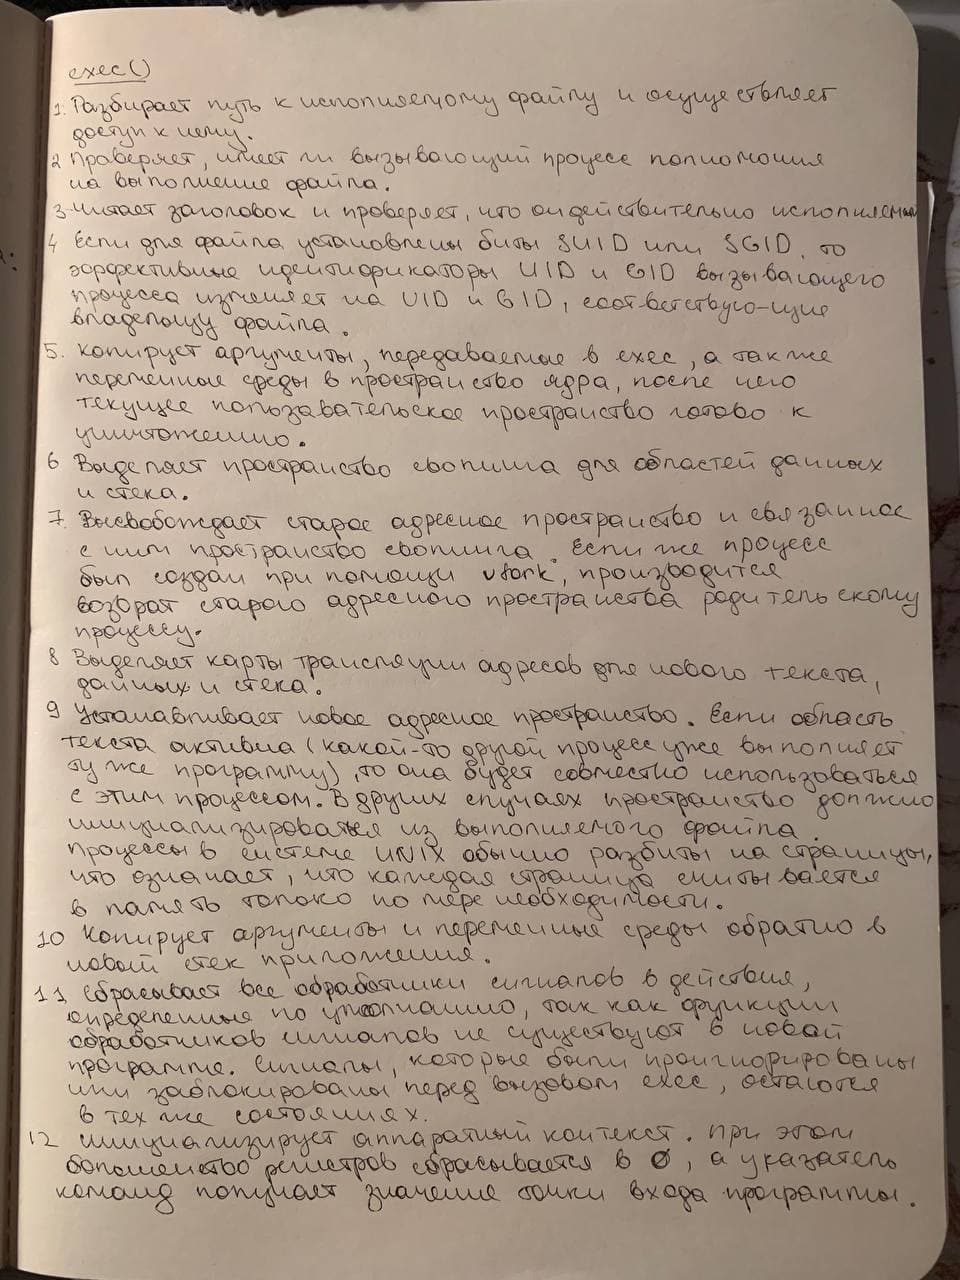 exec()
1. Разбирает путь к исполняемому файлу и осуществляет
доступ к нему.
2 Проверяет, имеет ли вызывающий процесс полномочия
на выполнение файла.
3. Читает заголовок и проверяет, что он действительно исполняемый
4 Если для файла установлены биты SUID или SGID, то
эффективные идентификаторы UID и GID вызывающего
процесса изменяет на UID и GID, соответствую-щие
владельцу файла.
5. Копирует аргументы, передаваемые в exec, а также
переменные среды в пространство ядра, после чего
текущее пользавательское пространство готово к
уничтожению.
6 Выделяет пространство свопинга для областей данных
и стека.
7. Высвобождает старое адресное пространство и связанное
с ним пространство свопинга. Если же процесс
был создан при помощи vfork, производится
возврат старого адресного пространства родительскому
процессу.
8 Выделяет карты трансляции адресов для нового текста,
данных и стека.
9 Устанавливает новое адресное пространство. Если область
текста активна (какой-то другой процесс уже выполняет
ту же программу), то она будет совместно использоваться
с этим процессом. В других случаях пространство должно
инициализироваться из выполняемого файла.
Процессы в системе UNIX обычно разбиты на страницы,
что означает, что каждая страница считывается
в память только по мере необходимости.
10 Копирует аргументы и переменные среды обратно в
новый стек приложения.
11 Сбрасывает все обработчики сигналов в действия,
определенные по умолчанию, так как функции
обработчиков сигналов не существуют в новой
программе. Сигналы, которые были проигнорированы
или заблокированы перед вызовом exec, остаются
в тех же состояниях.
12 Инициализирует аппаратный контекст. При этом
большинство регистров сбрасывается в 0, а указатель
команд получает значение точки входа программы.